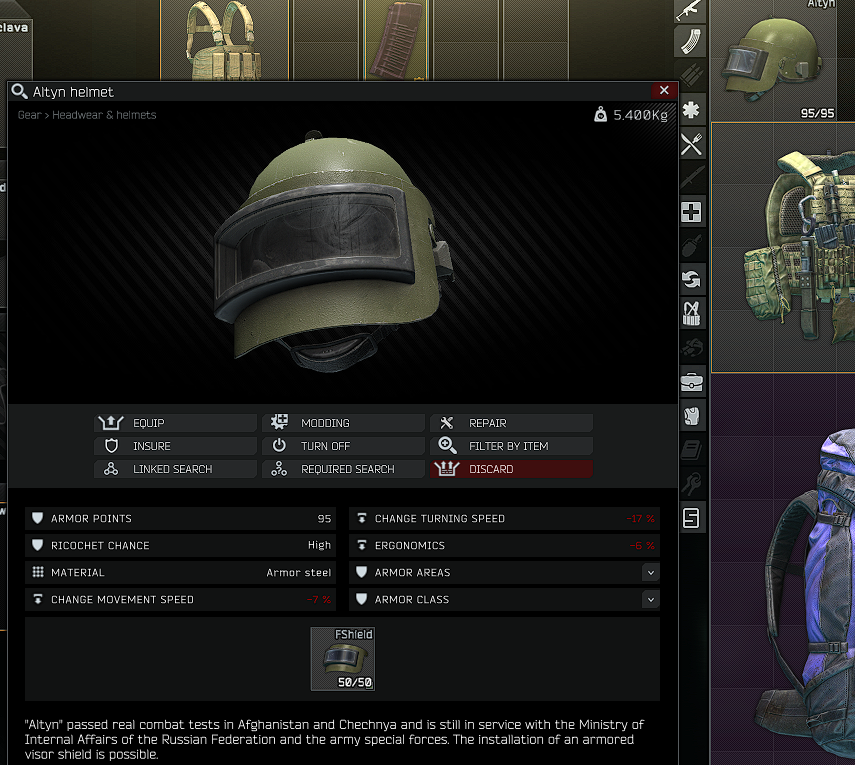 clava
Altyn
95/95
Altyn helmet
Gear > Headwear & helmets
5.400Kg
EQUIP
MODDING
REPAIR
INSURE
TURN OFF
FILTER BY ITEM
LINKED SEARCH
REQUIRED SEARCH
DISCARD
ARMOR POINTS 95
CHANGE TURNING SPEED -17 %
RICOCHET CHANCE High
ERGONOMICS -6 %
MATERIAL Armor steel
ARMOR AREAS
CHANGE MOVEMENT SPEED -7 %
ARMOR CLASS
FShield
50/50
"Altyn" passed real combat tests in Afghanistan and Chechnya and is still in service with the Ministry of
Internal Affairs of the Russian Federation and the army special forces. The installation of an armored
visor shield is possible.